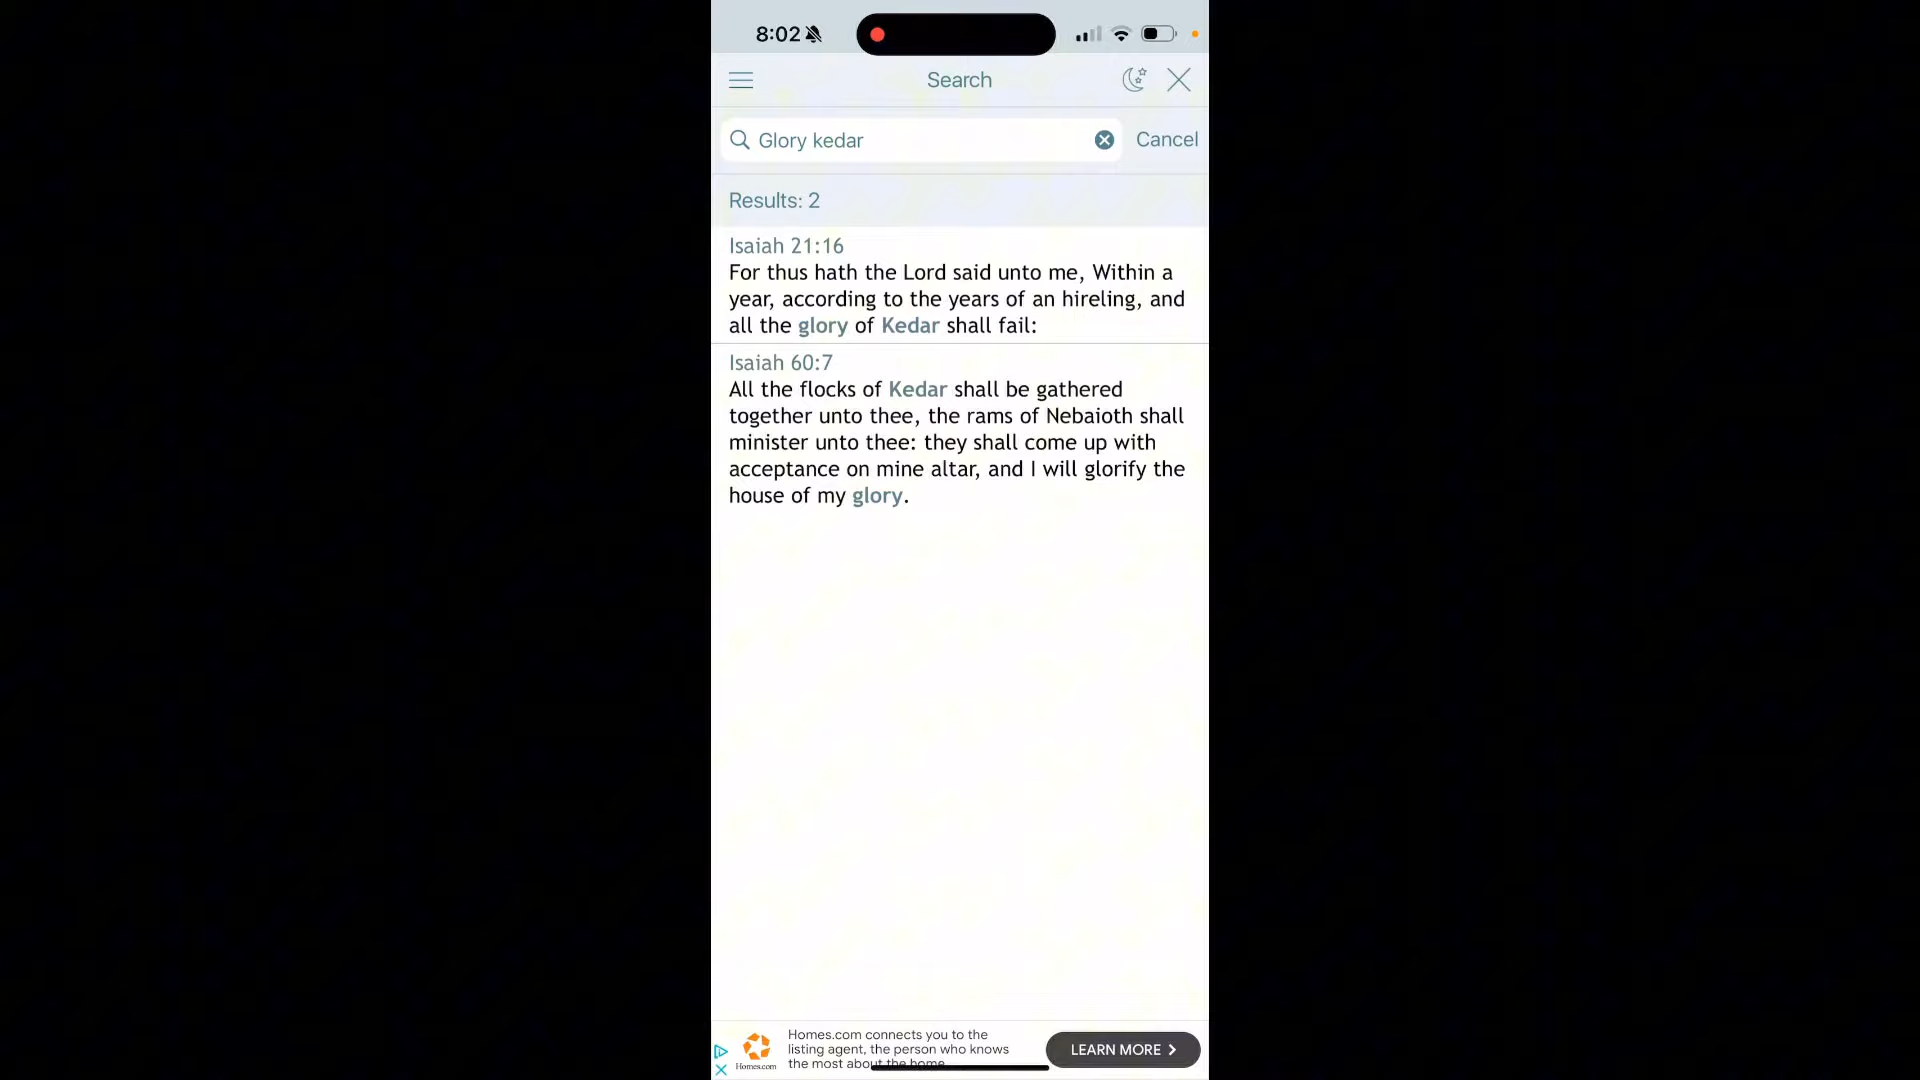 8:02
Search
Glory kedar
Cancel
Results: 2
Isaiah 21:16
For thus hath the Lord said unto me, Within a
year, according to the years of an hireling, and
all the glory of Kedar shall fail:
Isaiah 60:7
All the flocks of Kedar shall be gathered
together unto thee, the rams of Nebaioth shall
minister unto thee: they shall come up with
acceptance on mine altar, and I will glorify the
house of my glory.
Homes.com connects you to the
listing agent, the person who knows
the most about the home.
Homes.com
LEARN MORE